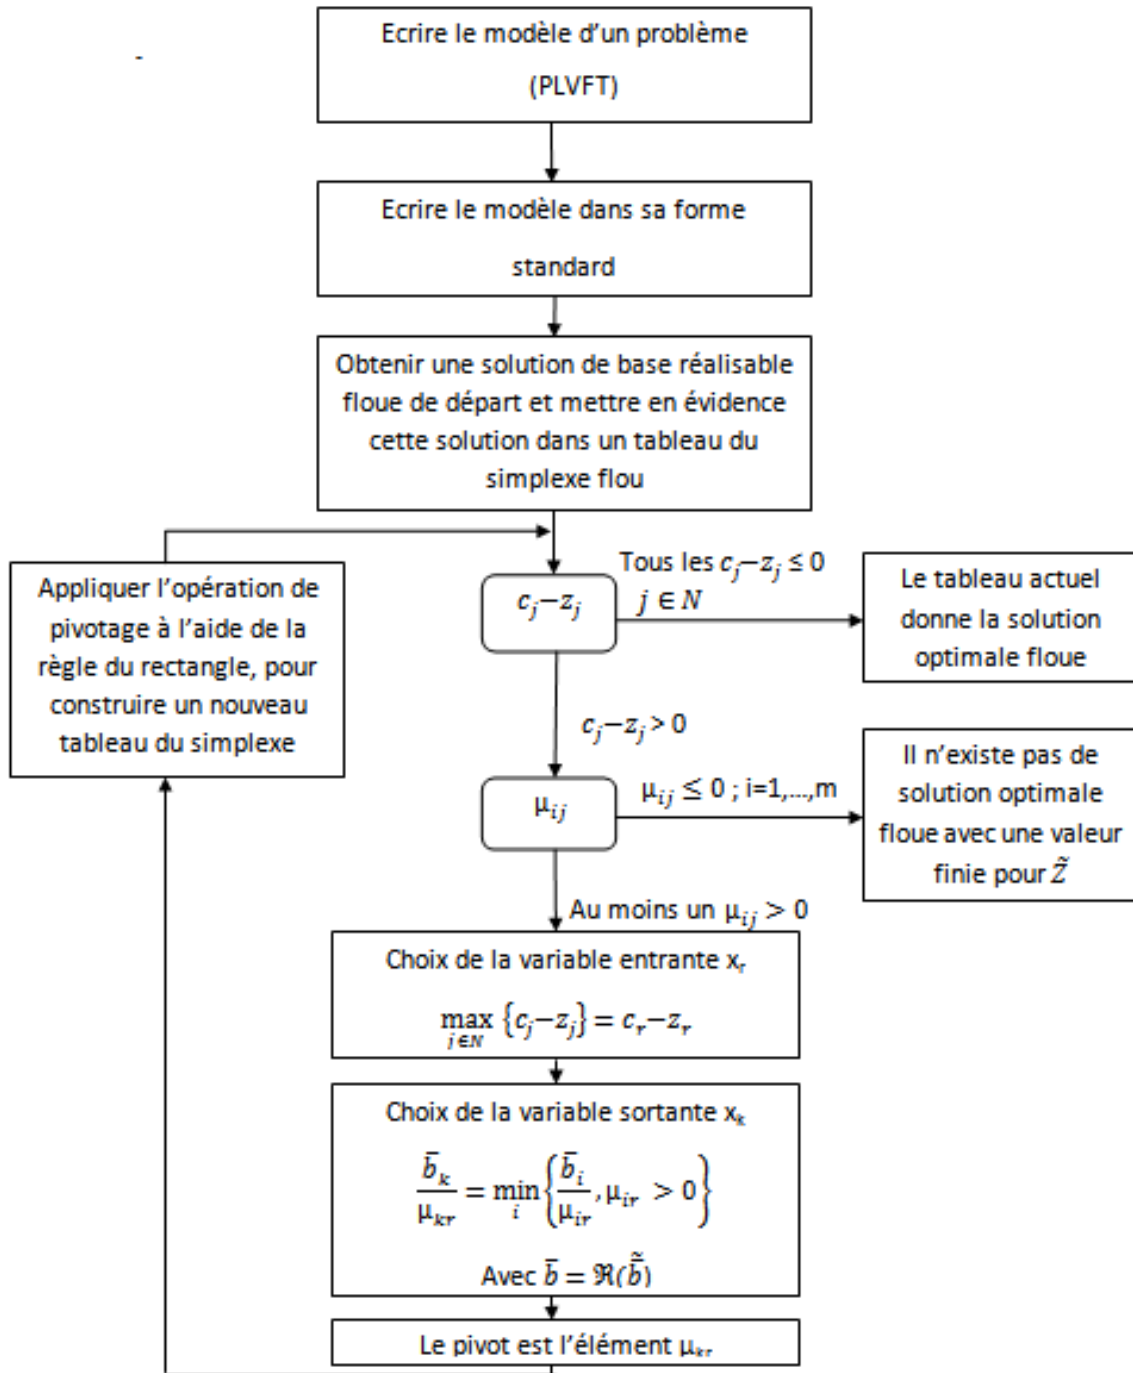 Ecrire le modèle d'un problème
(PLVFT)
Ecrire le modèle dans sa forme
standard
Obtenir une solution de base réalisable
floue de départ et mettre en évidence
cette solution dans un tableau du
simplexe flou
Appliquer l'opération de
pivotage à l'aide de la
règle du rectangle, pour
construire un nouveau
tableau du simplexe
c_j−z_j
Tous les c_j−z_j ≤ 0
j ∈ N
Le tableau actuel
donne la solution
optimale floue
c_j−z_j > 0
μ_ij
μ_ij ≤ 0 ; i=1,...,m
Il n'existe pas de
solution optimale
floue avec une valeur
finie pour Z̃
Au moins un μ_ij > 0
Choix de la variable entrante x_r
max_{j∈N} {c_j−z_j} = c_r−z_r
Choix de la variable sortante x_k
b̄_k/μ_kr = min_i {b̄_i/μ_ir, μ_ir > 0}
Avec b̄ = ℜ(b̄̃)
Le pivot est l'élément μ_kr